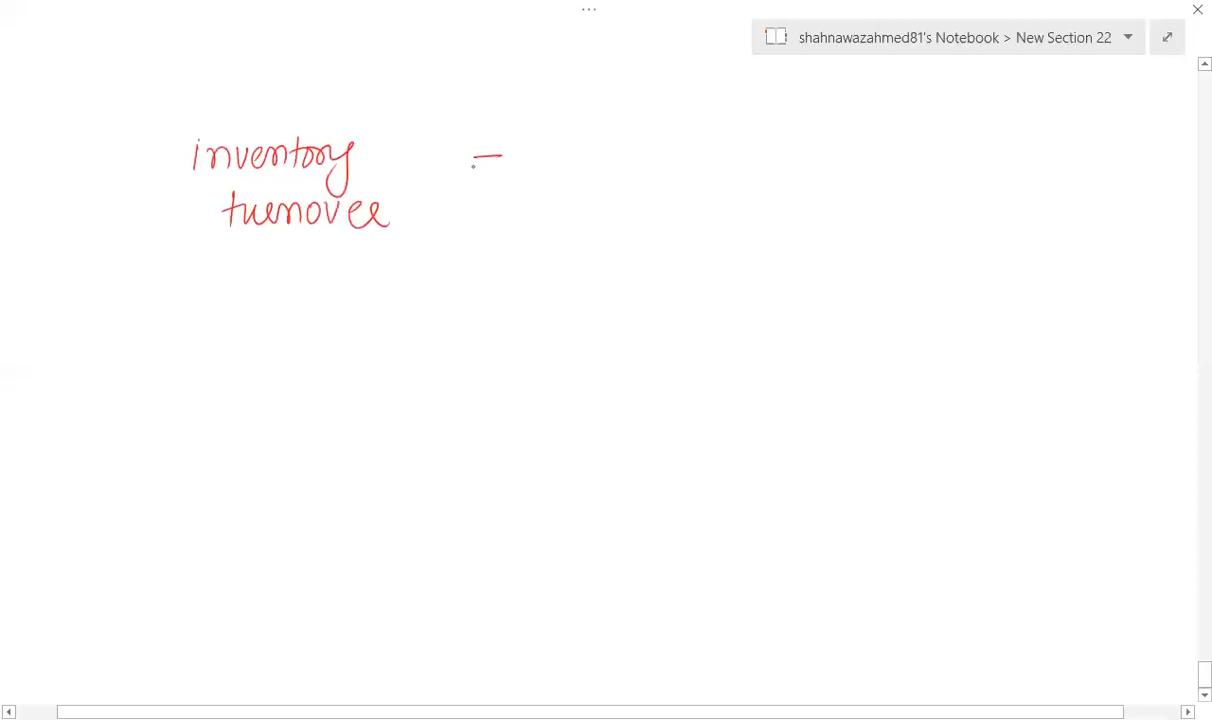 ...
shahnawazahmed81's Notebook > New Section 22
inventory –
turnover